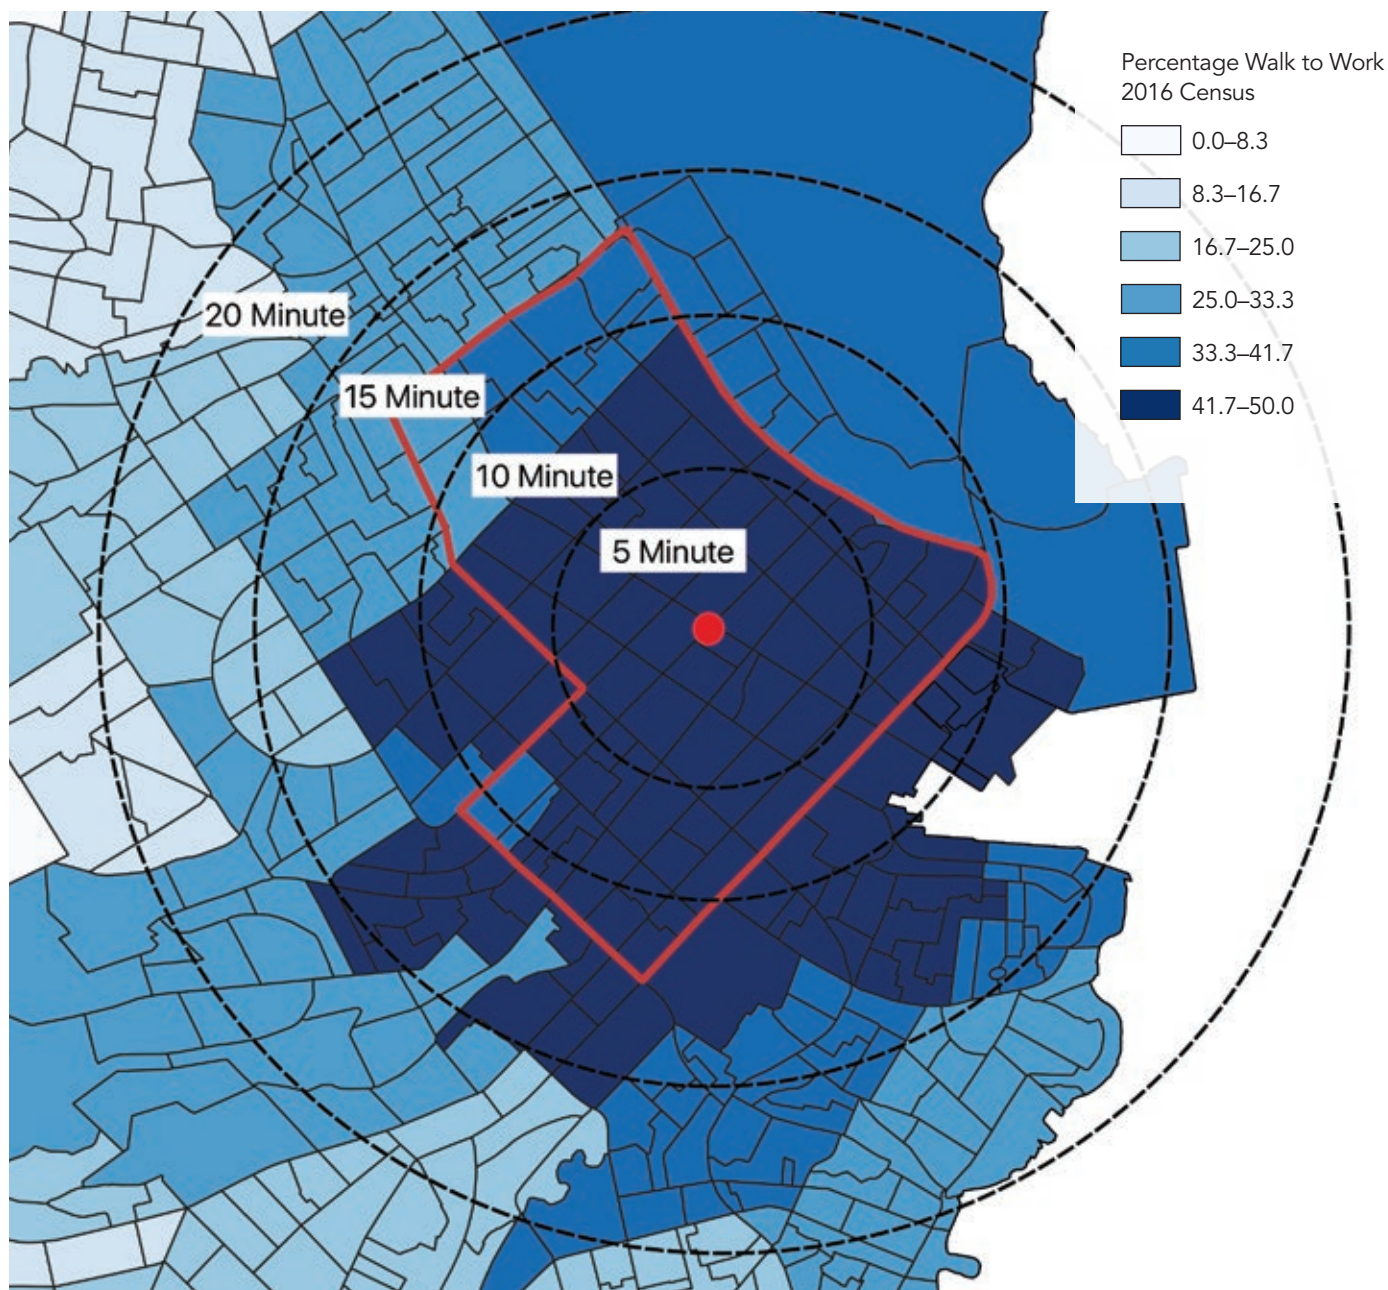 Percentage Walk to Work
2016 Census
0.0–8.3
8.3–16.7
16.7–25.0
25.0–33.3
33.3–41.7
41.7–50.0
20 Minute
15 Minute
10 Minute
5 Minute